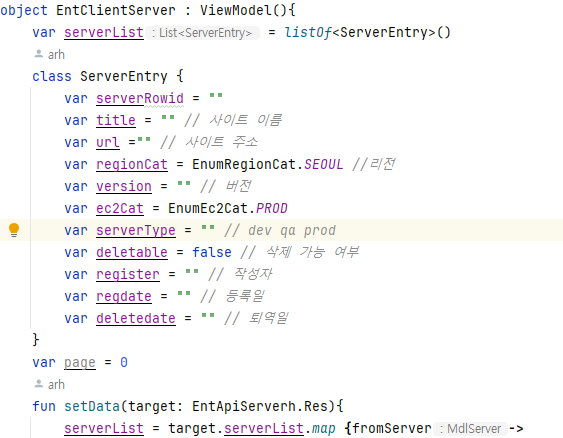 object EntClientServer : ViewModel(){
var serverList : List<ServerEntry> = listOf<ServerEntry>()
arh
class ServerEntry {
var serverRowid = ""
var title = "" // 사이트 이름
var url ="" // 사이트 주소
var regionCat = EnumRegionCat.SEOUL //리전
var version = "" // 버전
var ec2Cat = EnumEc2Cat.PROD
var serverType = "" // dev qa prod
var deletable = false // 삭제 가능 여부
var register = "" // 작성자
var regdate = "" // 등록일
var deletedate = "" // 퇴역일
}
var page = 0
arh
fun setData(target: EntApiServerh.Res){
serverList = target.serverList.map {fromServer : MdlServer ->